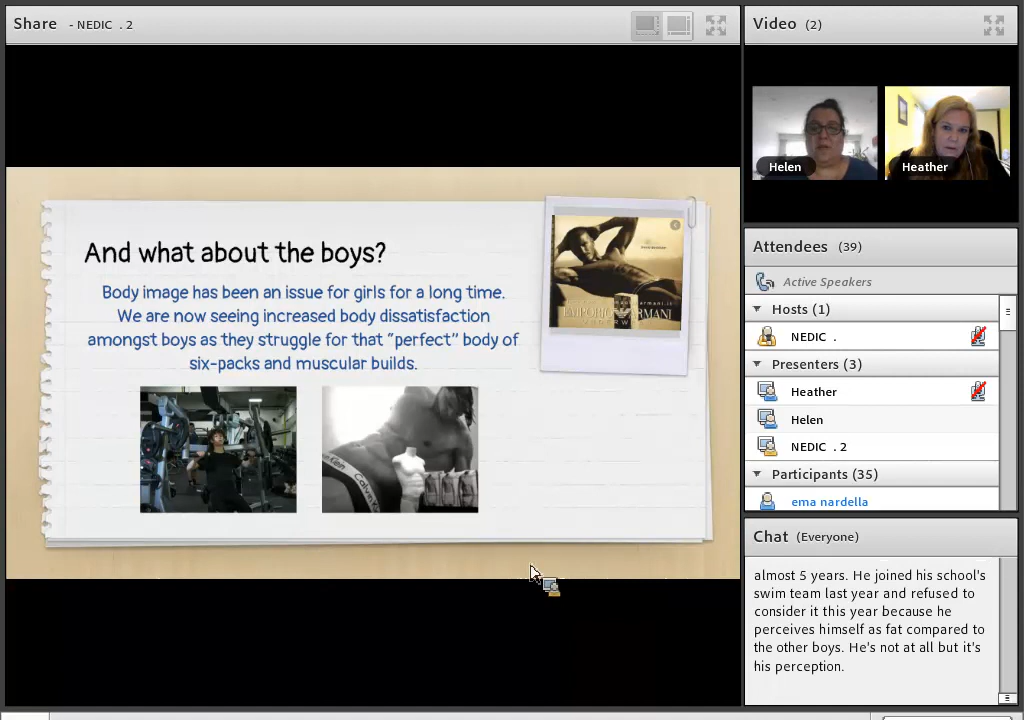 Share - NEDIC . 2
Video (2)
Helen
Heather
And what about the boys?
Body image has been an issue for girls for a long time.
We are now seeing increased body dissatisfaction
amongst boys as they struggle for that “perfect” body of
six-packs and muscular builds.
EMPORIO ARMANI
Attendees (39)
Active Speakers
Hosts (1)
NEDIC .
Presenters (3)
Heather
Helen
NEDIC . 2
Participants (35)
ema nardella
Chat (Everyone)
almost 5 years. He joined his school's
swim team last year and refused to
consider it this year because he
perceives himself as fat compared to
the other boys. He's not at all but it's
his perception.